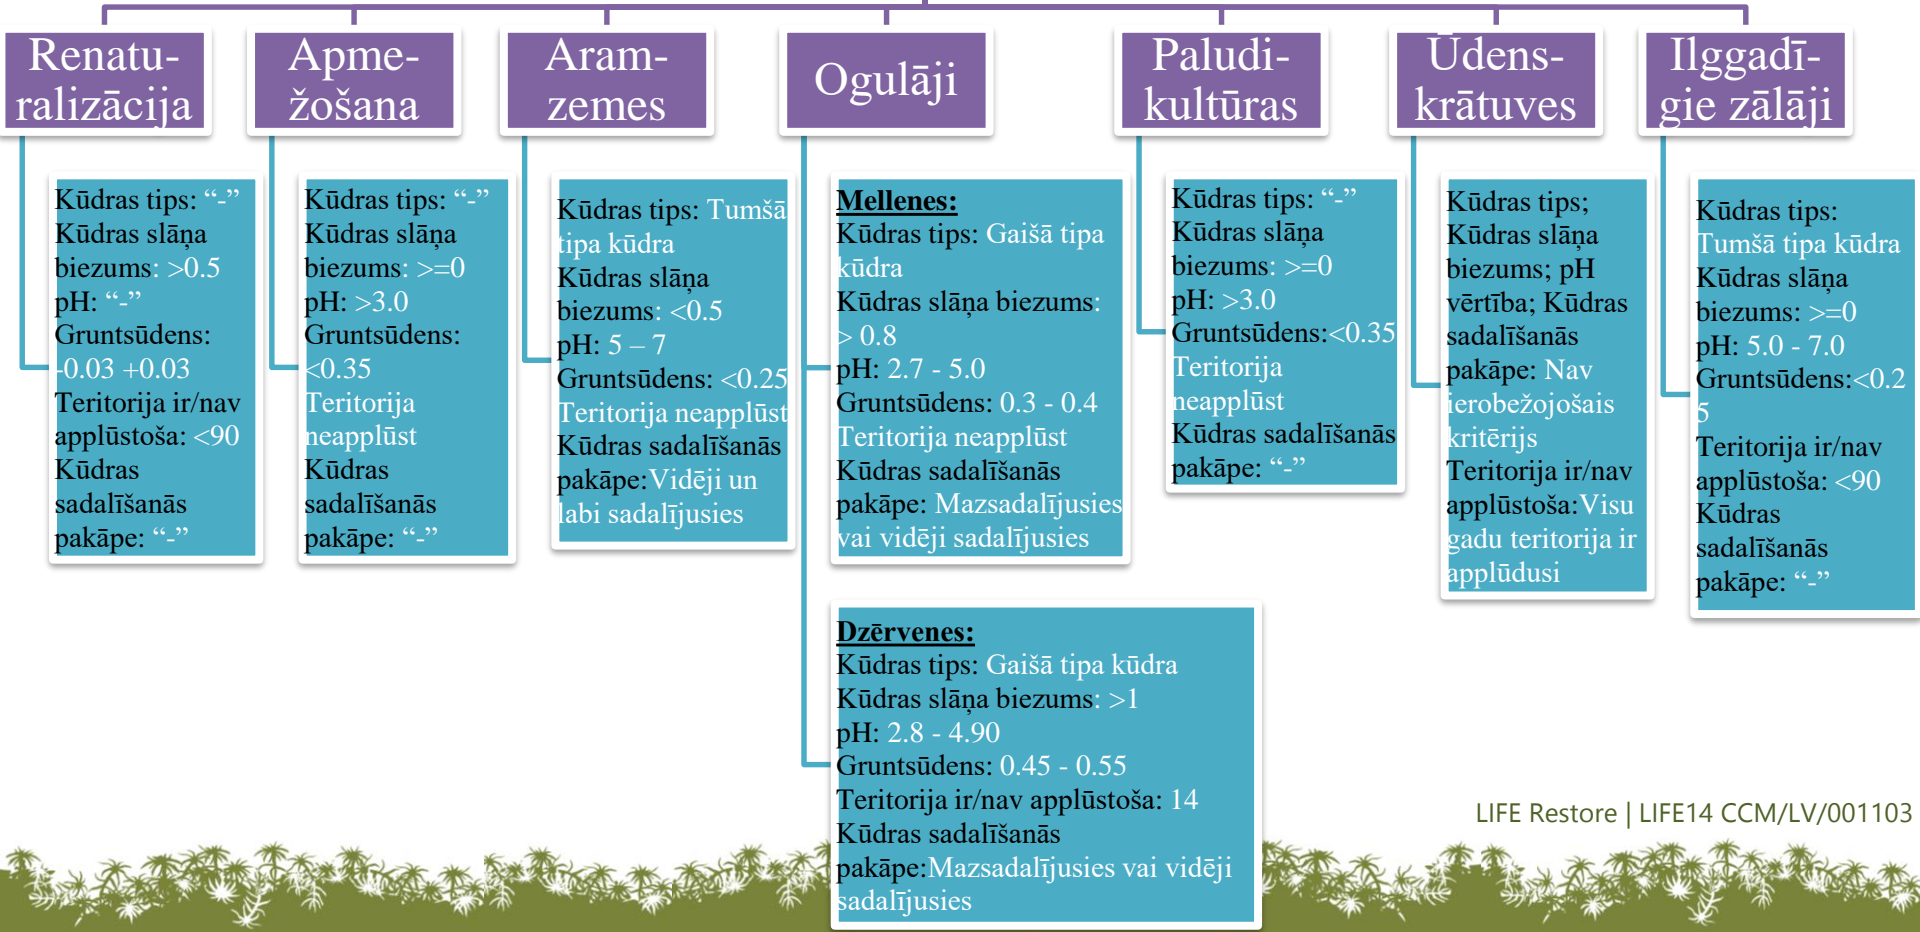 Renatu-
ralizācija
Apme-
žošana
Aram-
zemes
Ogulāji
Paludi-
kultūras
Ūdens-
krātuves
Ilggadī-
gie zālāji
Kūdras tips: “-”
Kūdras slāņa
biezums: >0.5
pH: “-”
Gruntsūdens:
-0.03 +0.03
Teritorija ir/nav
applūstoša: <90
Kūdras
sadalīšanās
pakāpe: “-”
Kūdras tips: “-”
Kūdras slāņa
biezums: >=0
pH: >3.0
Gruntsūdens:
<0.35
Teritorija
neapplūst
Kūdras
sadalīšanās
pakāpe: “-”
Kūdras tips: Tumšā
tipa kūdra
Kūdras slāņa
biezums: <0.5
pH: 5 – 7
Gruntsūdens: <0.25
Teritorija neapplūst
Kūdras sadalīšanās
pakāpe:Vidēji un
labi sadalījusies
Mellenes:
Kūdras tips: Gaišā tipa
kūdra
Kūdras slāņa biezums:
> 0.8
pH: 2.7 - 5.0
Gruntsūdens: 0.3 - 0.4
Teritorija neapplūst
Kūdras sadalīšanās
pakāpe: Mazsadalījusies
vai vidēji sadalījusies
Dzērvenes:
Kūdras tips: Gaišā tipa kūdra
Kūdras slāņa biezums: >1
pH: 2.8 - 4.90
Gruntsūdens: 0.45 - 0.55
Teritorija ir/nav applūstoša: 14
Kūdras sadalīšanās
pakāpe:Mazsadalījusies vai vidēji
sadalījusies
Kūdras tips: “-”
Kūdras slāņa
biezums: >=0
pH: >3.0
Gruntsūdens:<0.35
Teritorija
neapplūst
Kūdras sadalīšanās
pakāpe: “-”
Kūdras tips;
Kūdras slāņa
biezums; pH
vērtība; Kūdras
sadalīšanās
pakāpe: Nav
ierobežojošais
kritērijs
Teritorija ir/nav
applūstoša:Visu
gadu teritorija ir
applūdusi
Kūdras tips:
Tumšā tipa kūdra
Kūdras slāņa
biezums: >=0
pH: 5.0 - 7.0
Gruntsūdens:<0.2
5
Teritorija ir/nav
applūstoša: <90
Kūdras
sadalīšanās
pakāpe: “-”
LIFE Restore | LIFE14 CCM/LV/001103